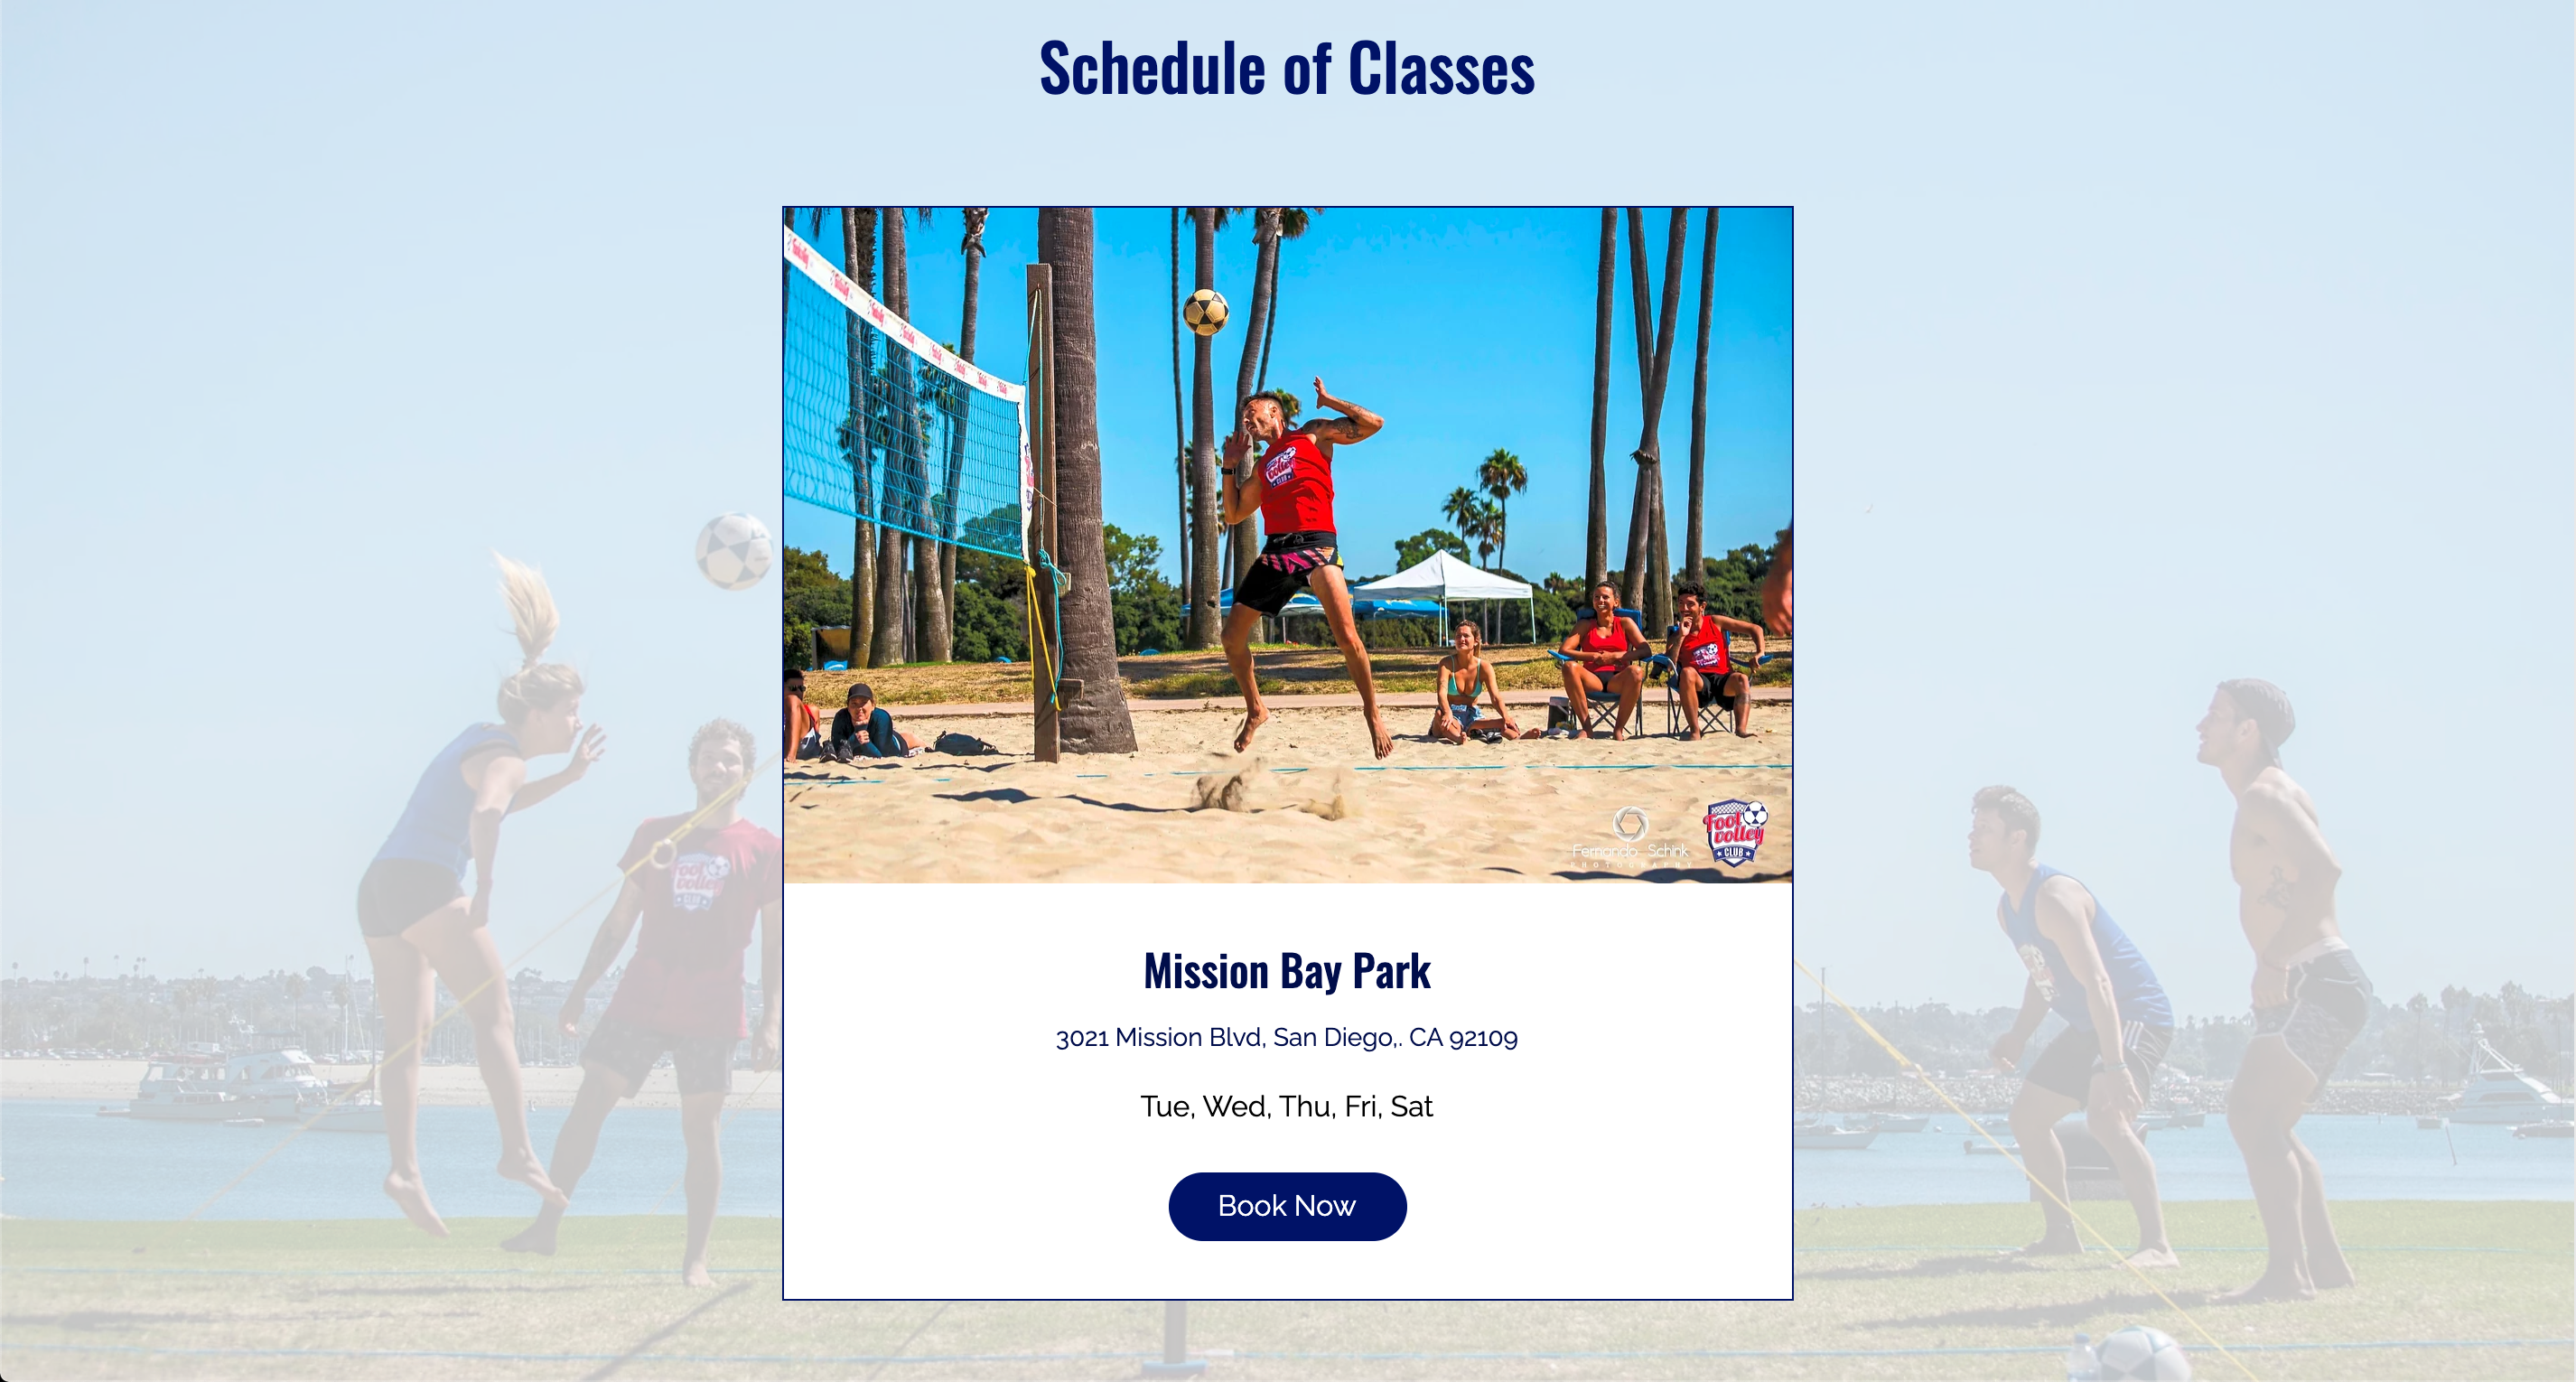 Schedule of Classes
Fernando Schink
PHOTOGRAPHY
Foot
volley
CLUB
Mission Bay Park
3021 Mission Blvd, San Diego,. CA 92109
Tue, Wed, Thu, Fri, Sat
Book Now